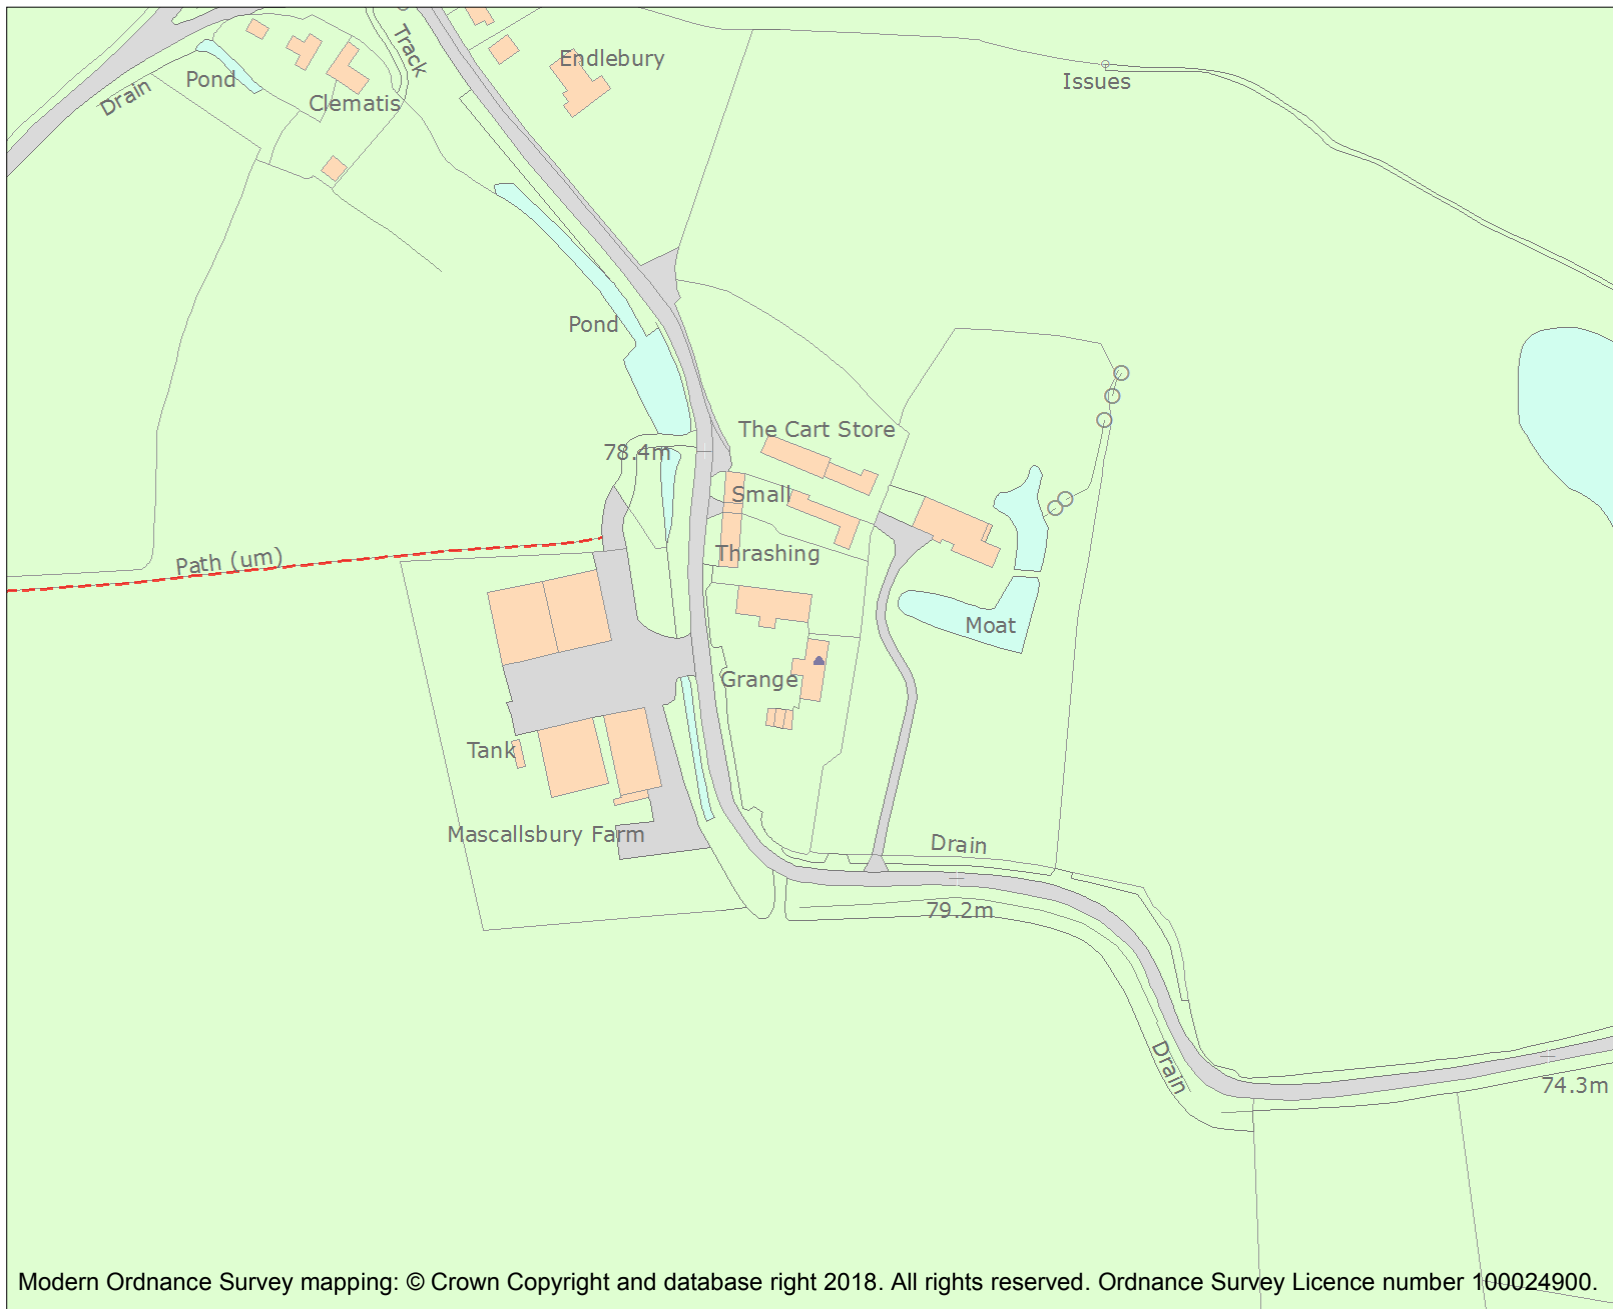 Track
Endlebury
Pond
Issues
Drain
Clematis
Pond
The Cart Store
78.4m
Small
Thrashing
Path (um)
Moat
Grange
Tank
Mascallsbury Farm
Drain
79.2m
Drain
74.3m
Modern Ordnance Survey mapping: © Crown Copyright and database right 2018. All rights reserved. Ordnance Survey Licence number 100024900.